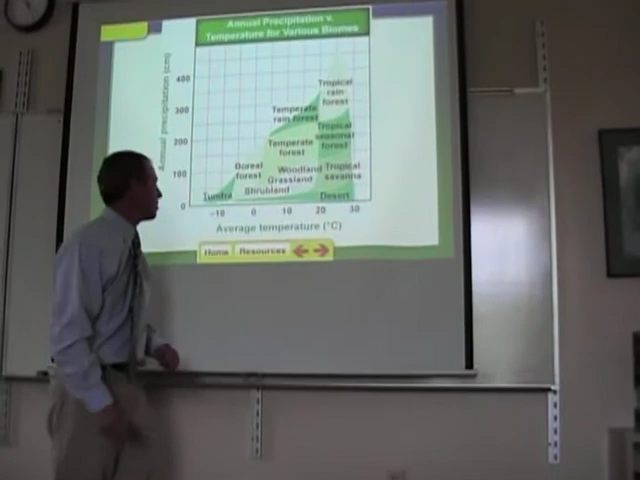 Annual Precipitation v.
Temperature for Various Biomes
Annual precipitation (cm)
400
300
200
100
0
Tropical
rain
forest
Temperate
rain forest
Tropical
seasonal
forest
Temperate
forest
Boreal
forest
Woodland
Grassland
Shrubland
Tropical
savanna
Tundra
Desert
-10 0 10 20 30
Average temperature (°C)
Home Resources